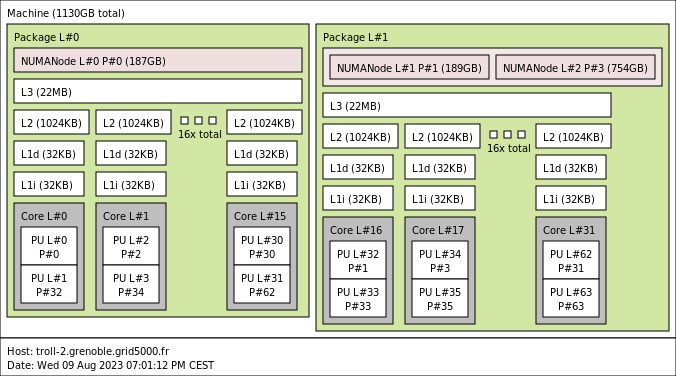 Machine (1130GB total)
Package L#0
NUMANode L#0 P#0 (187GB)
L3 (22MB)
L2 (1024KB)
L2 (1024KB)
L2 (1024KB)
16x total
L1d (32KB)
L1d (32KB)
L1d (32KB)
L1i (32KB)
L1i (32KB)
L1i (32KB)
Core L#0
Core L#1
Core L#15
PU L#0
P#0
PU L#2
P#2
PU L#30
P#30
PU L#1
P#32
PU L#3
P#34
PU L#31
P#62
Package L#1
NUMANode L#1 P#1 (189GB)
NUMANode L#2 P#3 (754GB)
L3 (22MB)
L2 (1024KB)
L2 (1024KB)
L2 (1024KB)
16x total
L1d (32KB)
L1d (32KB)
L1d (32KB)
L1i (32KB)
L1i (32KB)
L1i (32KB)
Core L#16
Core L#17
Core L#31
PU L#32
P#1
PU L#34
P#3
PU L#62
P#31
PU L#33
P#33
PU L#35
P#35
PU L#63
P#63
Host: troll-2.grenoble.grid5000.fr
Date: Wed 09 Aug 2023 07:01:12 PM CEST